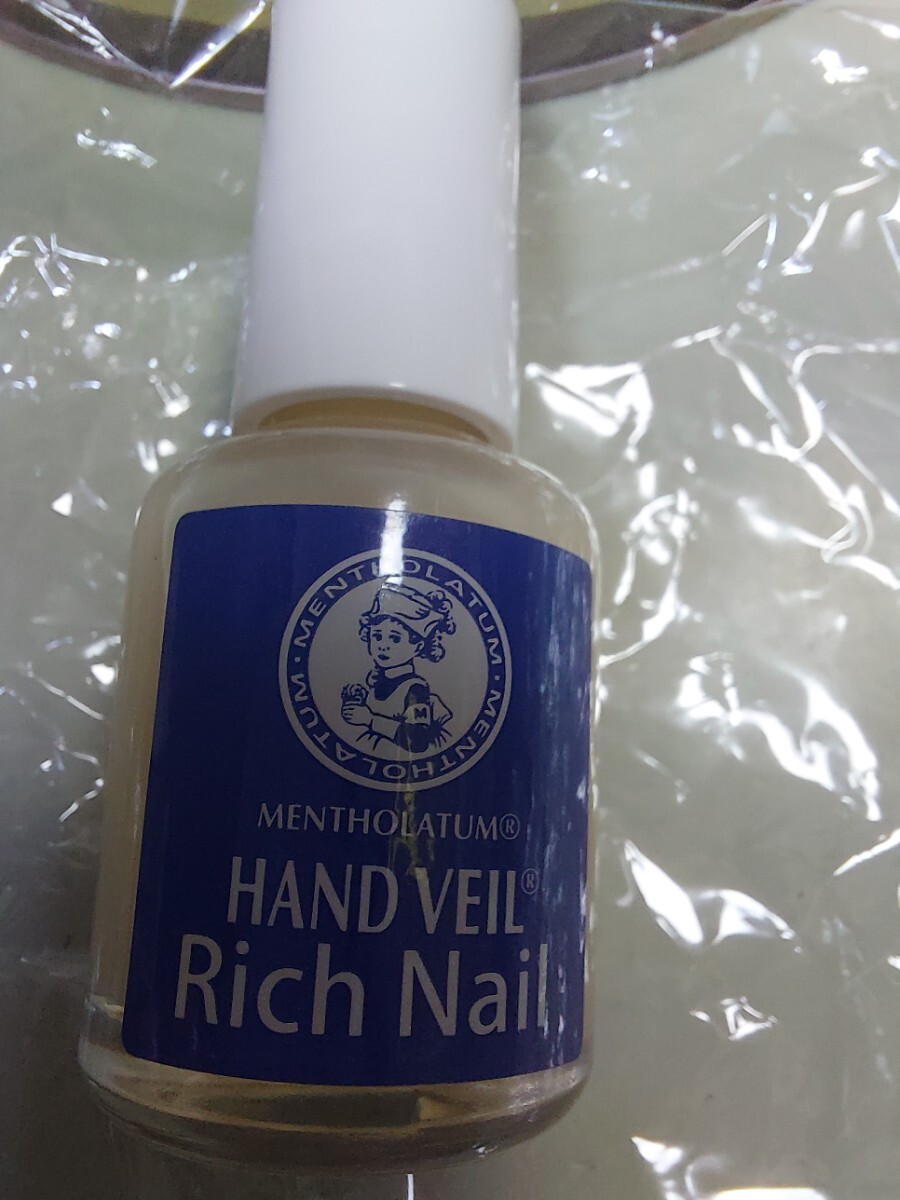 MENTHOLATUM · MENTHOLATUM ·
M
MENTHOLATUM®
HAND VEIL®
Rich Nail